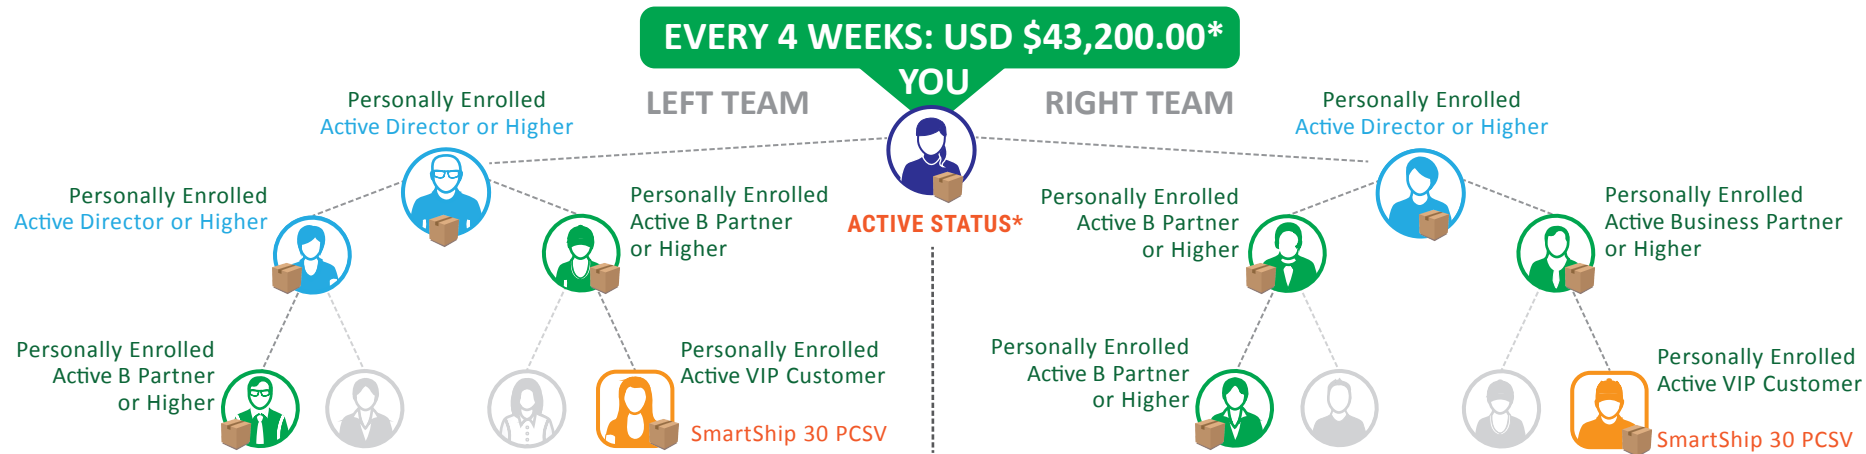 EVERY 4 WEEKS: USD $43,200.00*
YOU
LEFT TEAM
RIGHT TEAM
Personally Enrolled
Active Director or Higher
Personally Enrolled
Active Director or Higher
Personally Enrolled
Active Director or Higher
Personally Enrolled
Active B Partner
or Higher
ACTIVE STATUS*
Personally Enrolled
Active B Partner
or Higher
Personally Enrolled
Active Business Partner
or Higher
Personally Enrolled
Active B Partner
or Higher
Personally Enrolled
Active VIP Customer
SmartShip 30 PCSV
Personally Enrolled
Active B Partner
or Higher
Personally Enrolled
Active VIP Customer
SmartShip 30 PCSV